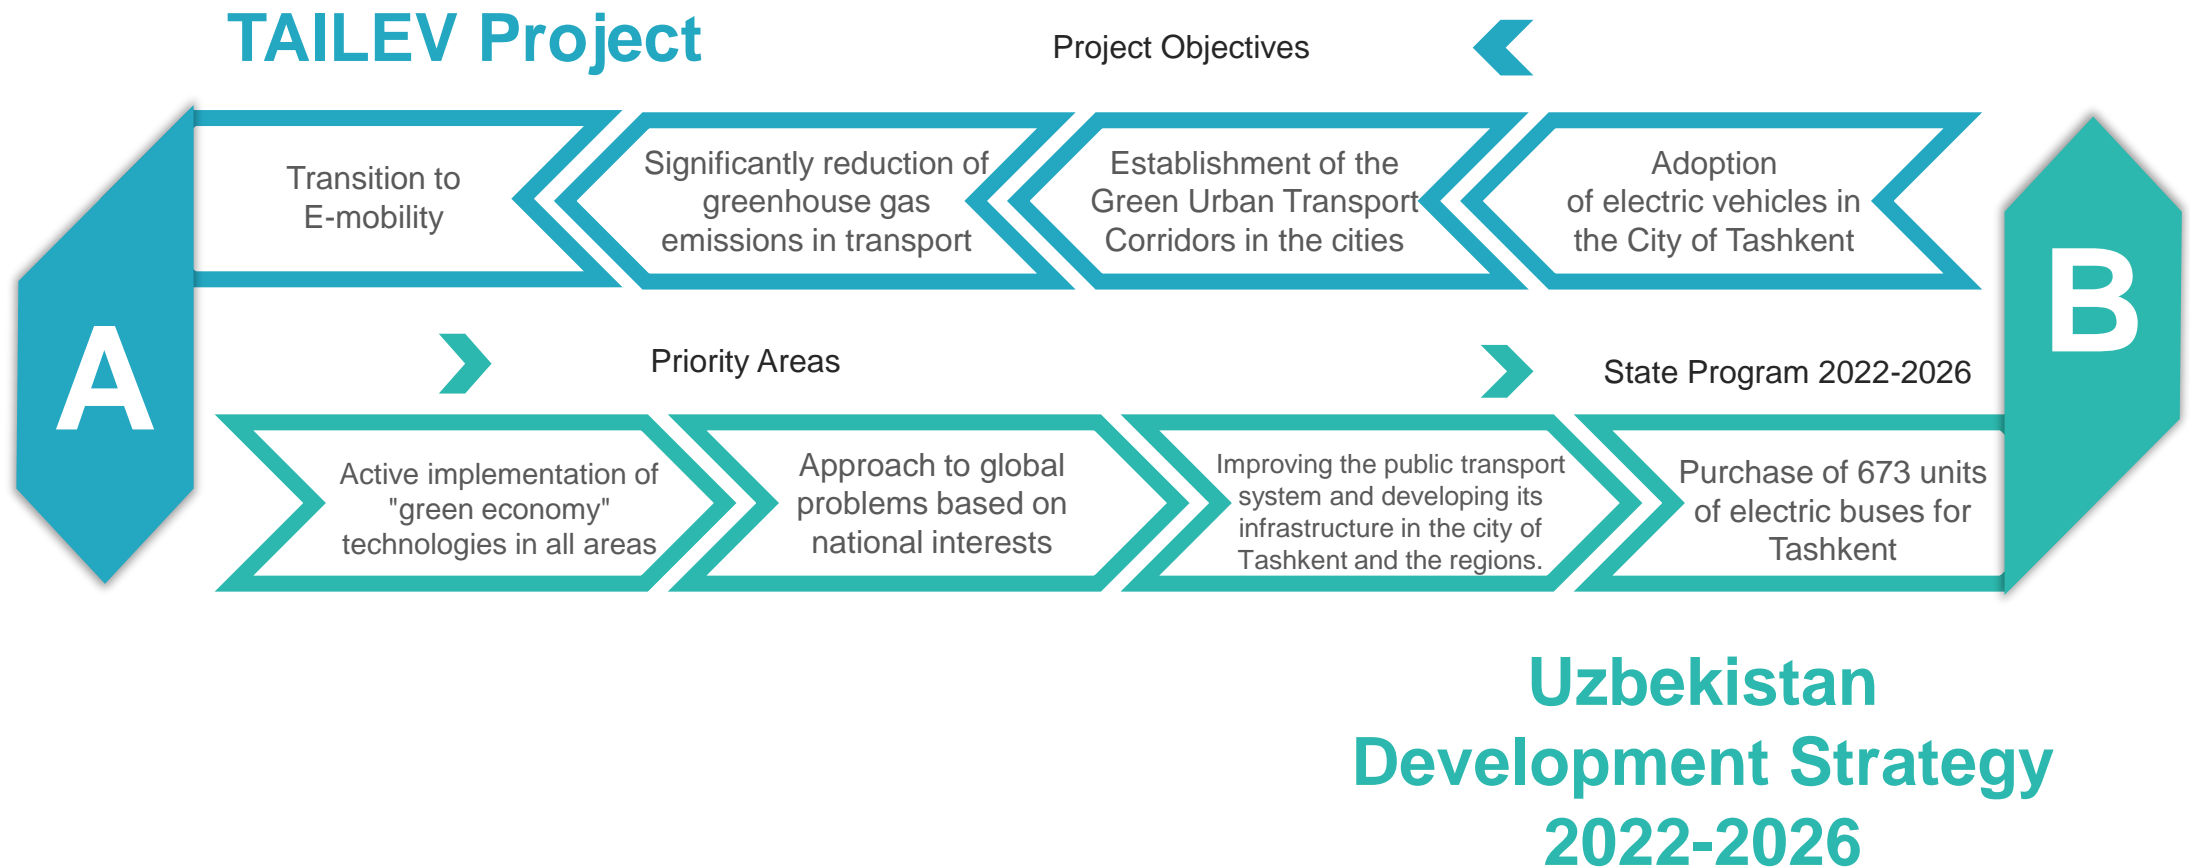 TAILEV Project
Project Objectives
A
Transition to
E-mobility
Significantly reduction of
greenhouse gas
emissions in transport
Establishment of the
Green Urban Transport
Corridors in the cities
Adoption
of electric vehicles in
the City of Tashkent
B
Priority Areas
State Program 2022-2026
Active implementation of
"green economy"
technologies in all areas
Approach to global
problems based on
national interests
Improving the public transport
system and developing its
infrastructure in the city of
Tashkent and the regions.
Purchase of 673 units
of electric buses for
Tashkent
Uzbekistan
Development Strategy
2022-2026